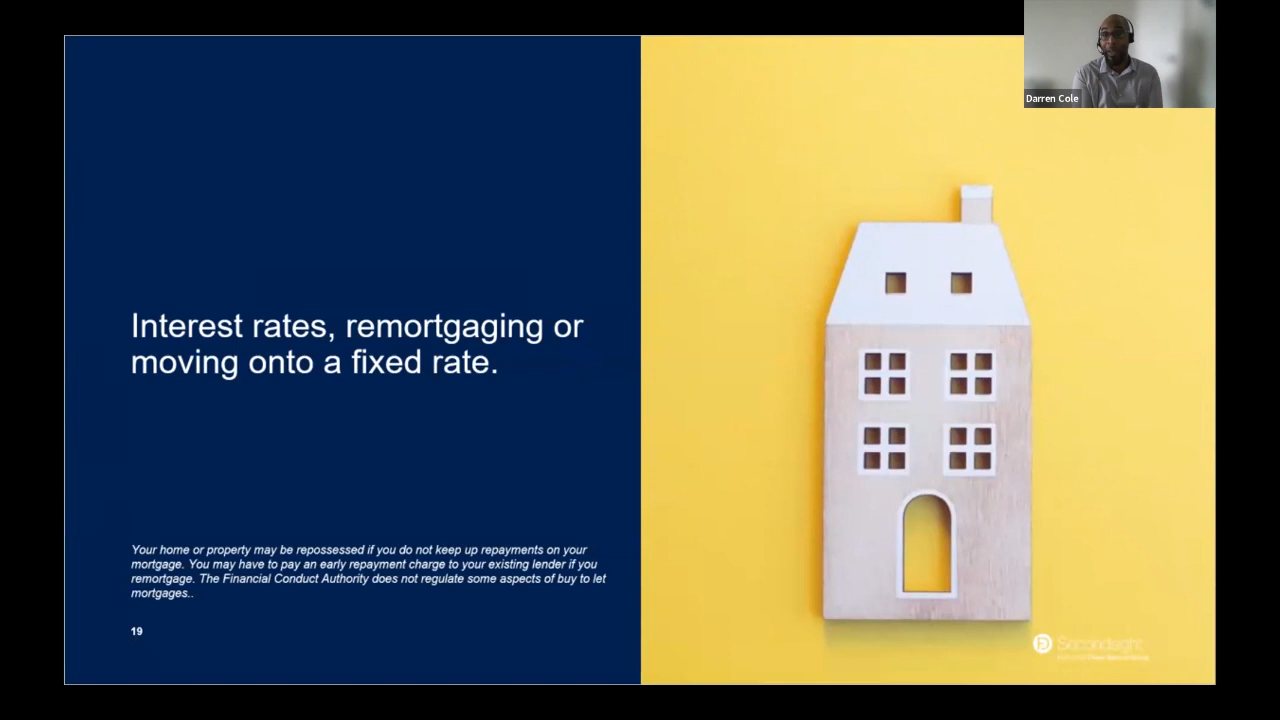 Darren Cole
Interest rates, remortgaging or
moving onto a fixed rate.
Your home or property may be repossessed if you do not keep up repayments on your
mortgage. You may have to pay an early repayment charge to your existing lender if you
remortgage. The Financial Conduct Authority does not regulate some aspects of buy to let
mortgages..
19
Secondsight